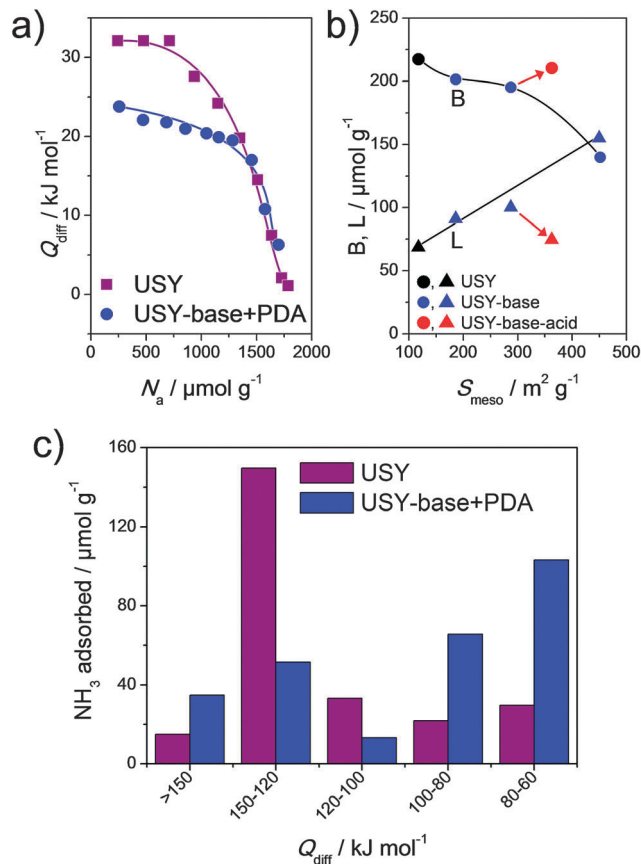 a)
30
20
10
0
Q_diff / kJ mol⁻¹
USY
USY-base+PDA
0 500 1000 1500 2000
N_a / μmol g⁻¹
b)
250
200
150
100
50
0
B, L / μmol g⁻¹
B
L
, USY
, USY-base
, USY-base-acid
100 200 300 400 500
S_meso / m² g⁻¹
c)
160
120
80
40
0
NH₃ adsorbed / μmol g⁻¹
USY
USY-base+PDA
>150 150-120 120-100 100-80 80-60
Q_diff / kJ mol⁻¹